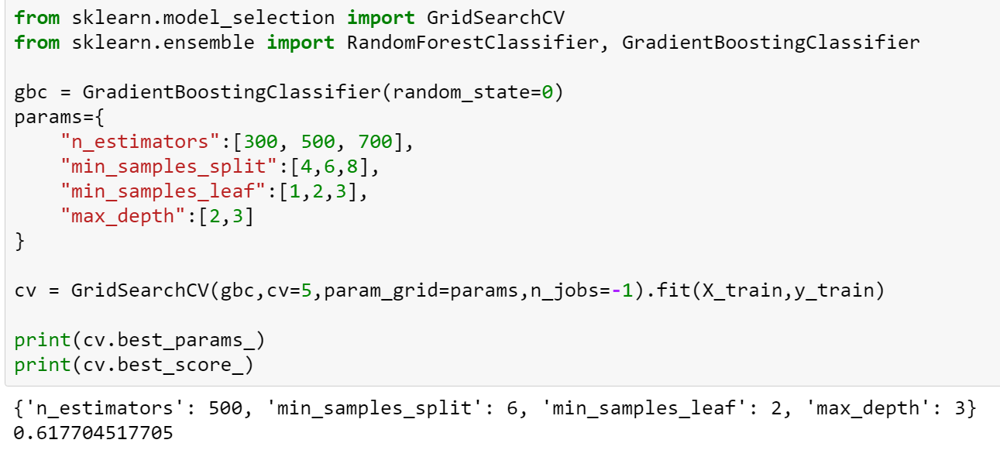 from sklearn.model_selection import GridSearchCV
from sklearn.ensemble import RandomForestClassifier, GradientBoostingClassifier
gbc = GradientBoostingClassifier(random_state=0)
params={
"n_estimators":[300, 500, 700],
"min_samples_split":[4,6,8],
"min_samples_leaf":[1,2,3],
"max_depth":[2,3]
}
cv = GridSearchCV(gbc,cv=5,param_grid=params,n_jobs=-1).fit(X_train,y_train)
print(cv.best_params_)
print(cv.best_score_)
{'n_estimators': 500, 'min_samples_split': 6, 'min_samples_leaf': 2, 'max_depth': 3}
0.617704517705